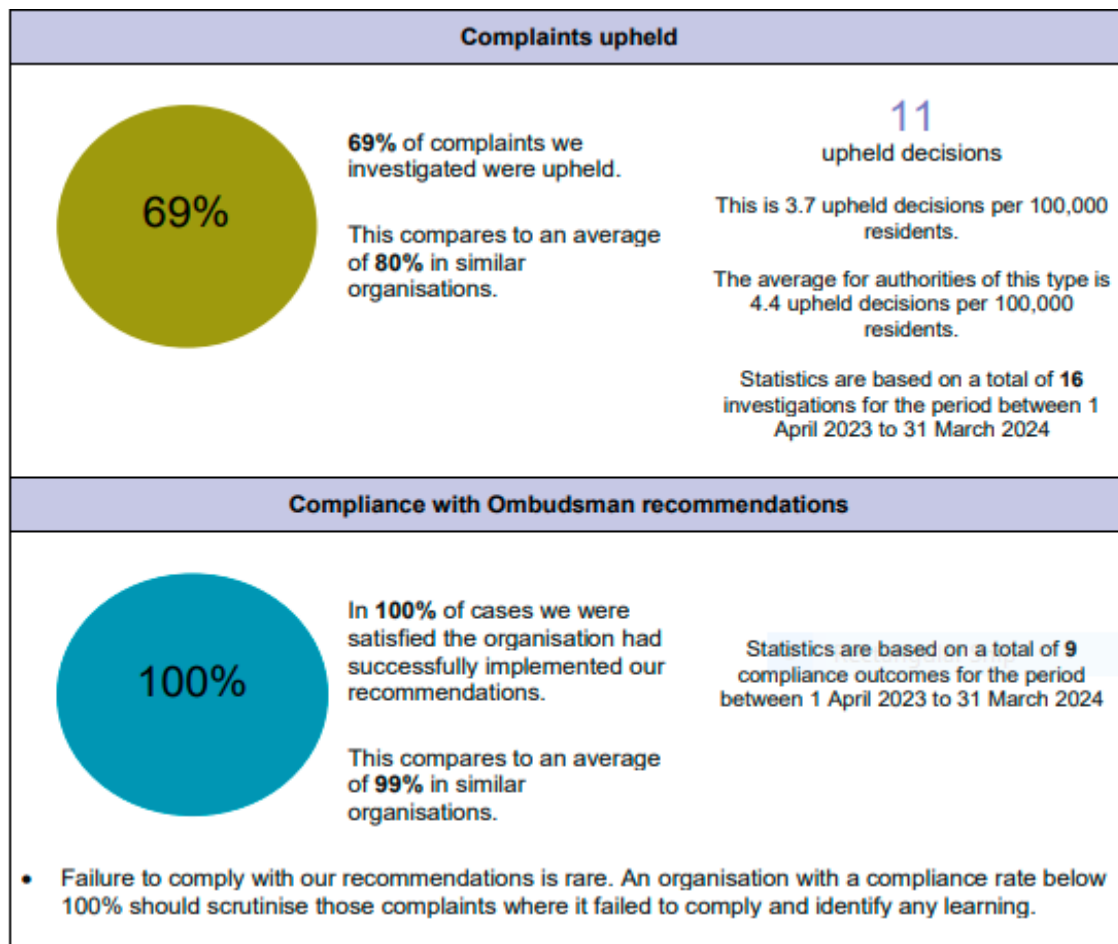 Complaints upheld
69%
69% of complaints we
investigated were upheld.
This compares to an average
of 80% in similar
organisations.
11
upheld decisions
This is 3.7 upheld decisions per 100,000
residents.
The average for authorities of this type is
4.4 upheld decisions per 100,000
residents.
Statistics are based on a total of 16
investigations for the period between 1
April 2023 to 31 March 2024
Compliance with Ombudsman recommendations
100%
In 100% of cases we were
satisfied the organisation had
successfully implemented our
recommendations.
This compares to an average
of 99% in similar
organisations.
Statistics are based on a total of 9
Rectangular Snip
compliance outcomes for the period
between 1 April 2023 to 31 March 2024
• Failure to comply with our recommendations is rare. An organisation with a compliance rate below
100% should scrutinise those complaints where it failed to comply and identify any learning.